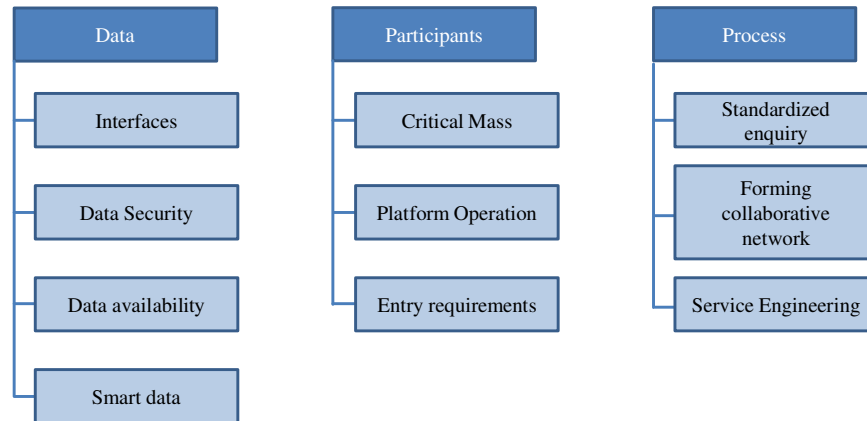 Data
Interfaces
Data Security
Data availability
Smart data
Participants
Critical Mass
Platform Operation
Entry requirements
Process
Standardized
enquiry
Forming
collaborative
network
Service Engineering